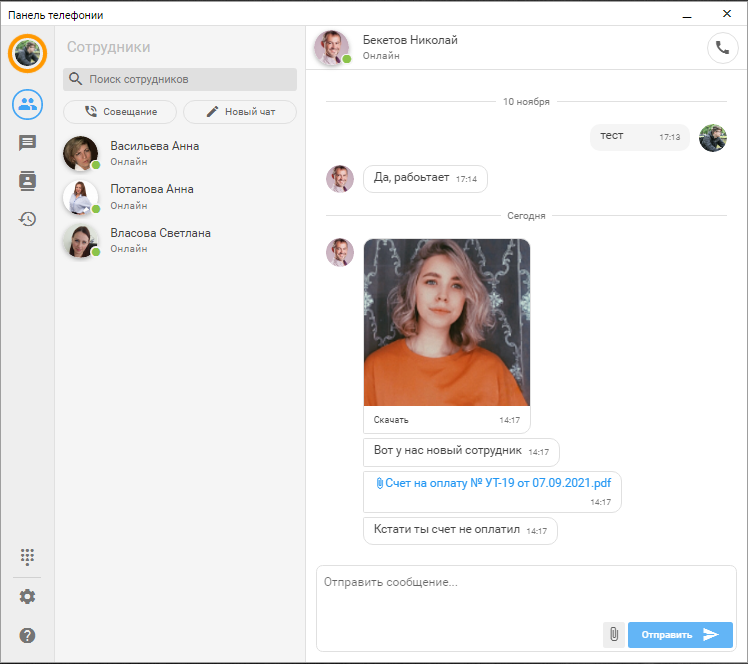 Панель телефонии
Сотрудники
Поиск сотрудников
Совещание
Новый чат
Васильева Анна
Онлайн
Потапова Анна
Онлайн
Власова Светлана
Онлайн
Бекетов Николай
Онлайн
10 ноября
тест 17:13
Да, рабоьтает 17:14
Сегодня
Скачать 14:17
Вот у нас новый сотрудник 14:17
Счет на оплату № УТ-19 от 07.09.2021.pdf
14:17
Кстати ты счет не оплатил 14:17
Отправить сообщение...
Отправить